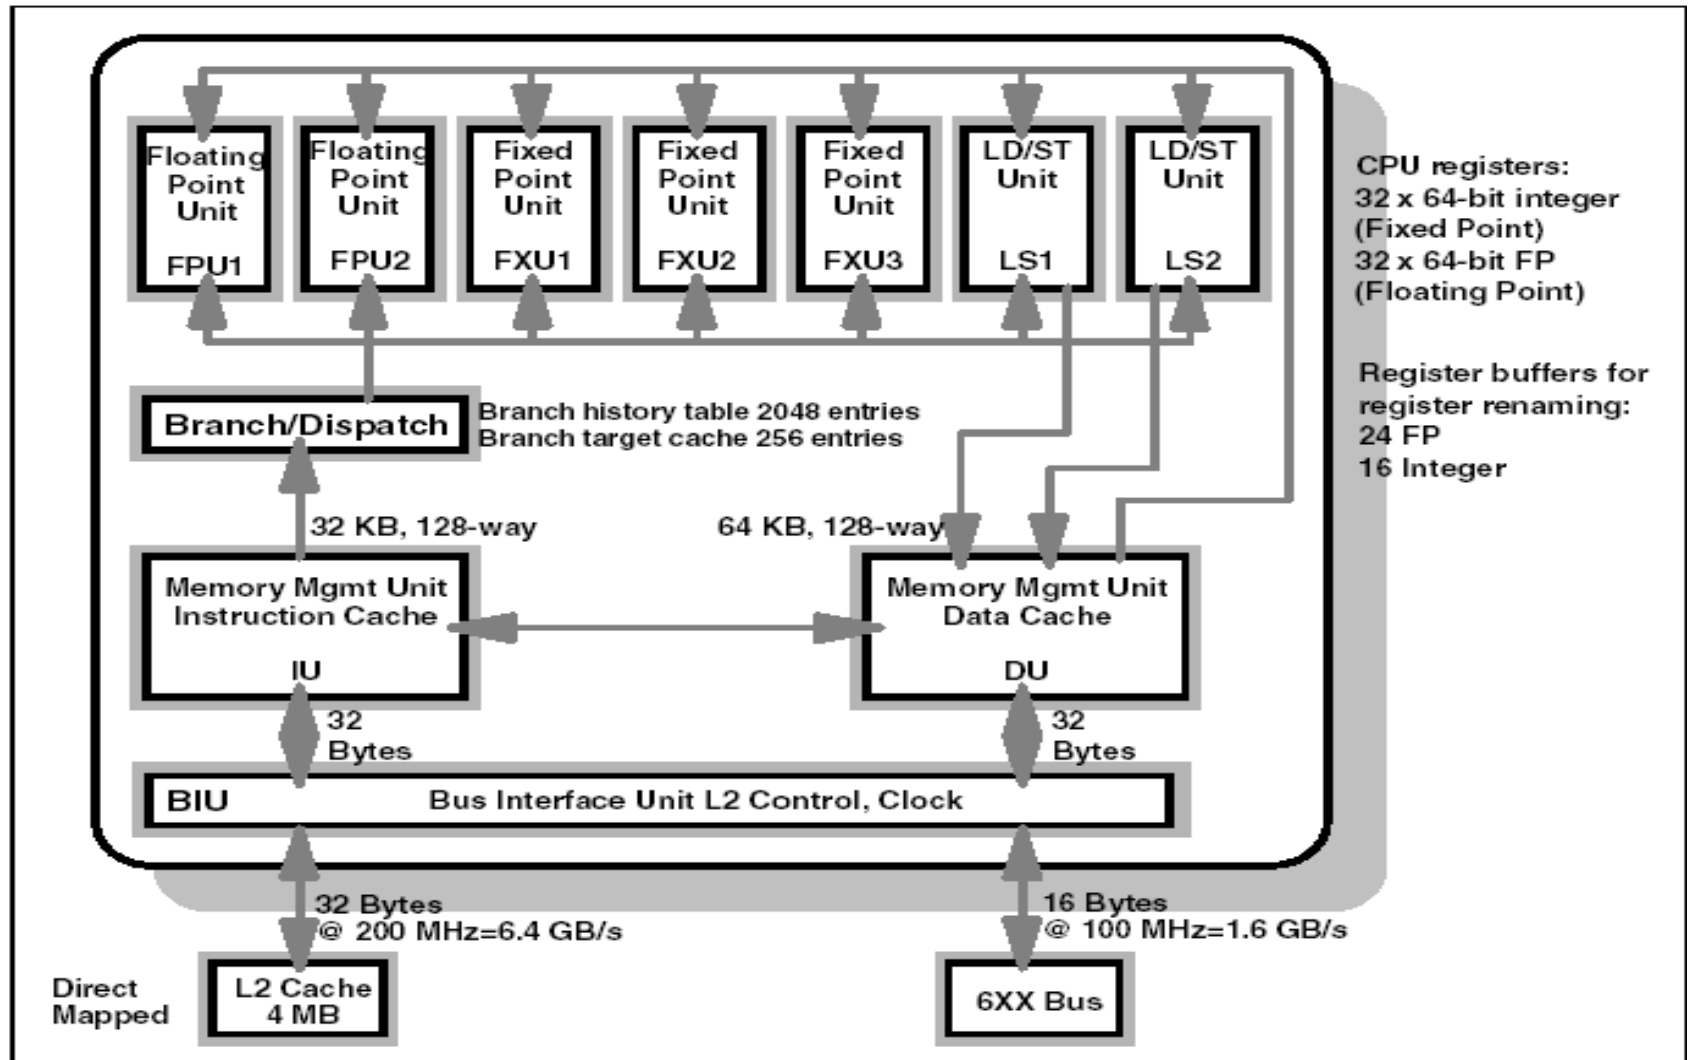 Floating
Point
Unit
FPU1
Floating
Point
Unit
FPU2
Fixed
Point
Unit
FXU1
Fixed
Point
Unit
FXU2
Fixed
Point
Unit
FXU3
LD/ST
Unit
LS1
LD/ST
Unit
LS2
CPU registers:
32 x 64-bit integer
(Fixed Point)
32 x 64-bit FP
(Floating Point)
Register buffers for
register renaming:
24 FP
16 Integer
Branch/Dispatch
Branch history table 2048 entries
Branch target cache 256 entries
32 KB, 128-way
64 KB, 128-way
Memory Mgmt Unit
Instruction Cache
IU
Memory Mgmt Unit
Data Cache
DU
32
Bytes
32
Bytes
BIU
Bus Interface Unit L2 Control, Clock
32 Bytes
@ 200 MHz=6.4 GB/s
16 Bytes
@ 100 MHz=1.6 GB/s
Direct
Mapped
L2 Cache
4 MB
6XX Bus